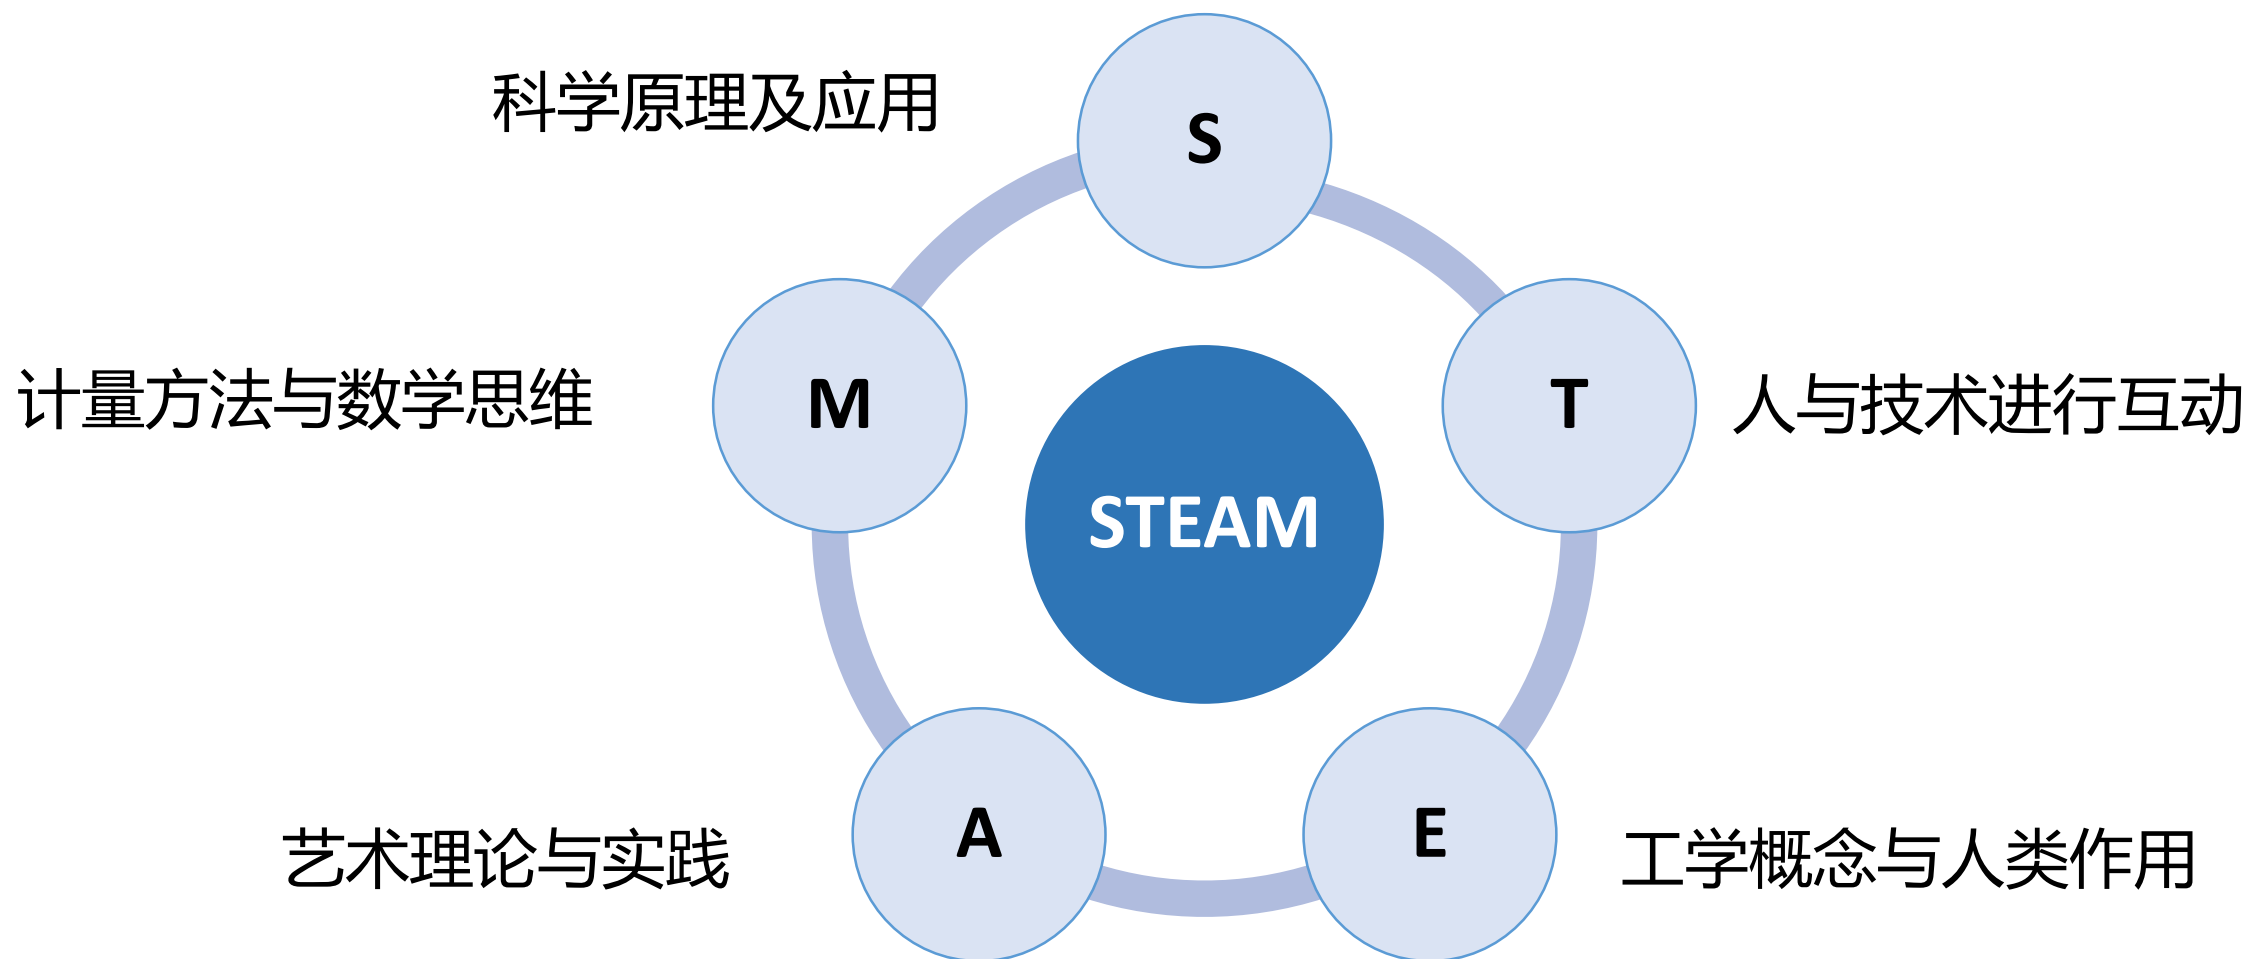 科学原理及应用
S
计量方法与数学思维
M
T
人与技术进行互动
STEAM
艺术理论与实践
A
E
工学概念与人类作用